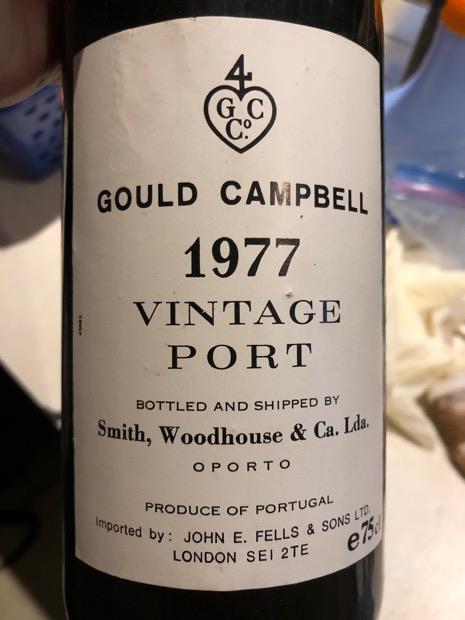 4
G C
Co.
GOULD CAMPBELL
1977
VINTAGE
PORT
BOTTLED AND SHIPPED BY
Smith, Woodhouse & Ca. Lda.
OPORTO
PRODUCE OF PORTUGAL
Imported by: JOHN E. FELLS & SONS LTD.
LONDON SE1 2TE
e 75cl